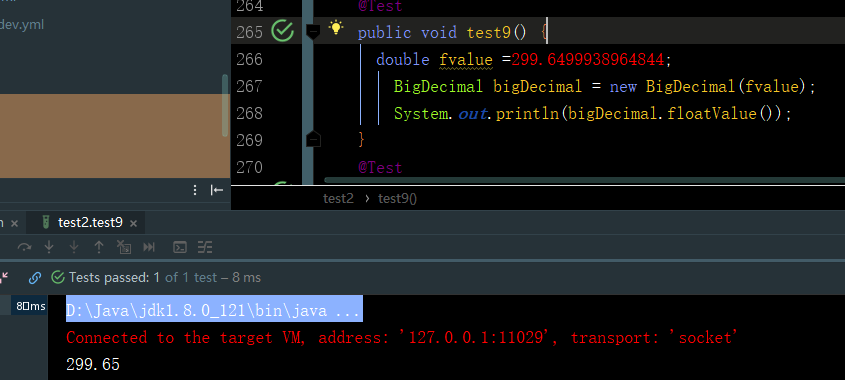 264 @Test
dev.yml
265 public void test9() {
266 double fvalue =299.6499938964844;
267 BigDecimal bigDecimal = new BigDecimal(fvalue);
268 System.out.println(bigDecimal.floatValue());
269 }
270 @Test
test2 › test9()
test2.test9 ×
Tests passed: 1 of 1 test – 8 ms
D:\Java\jdk1.8.0_121\bin\java ...
Connected to the target VM, address: '127.0.0.1:11029', transport: 'socket'
299.65